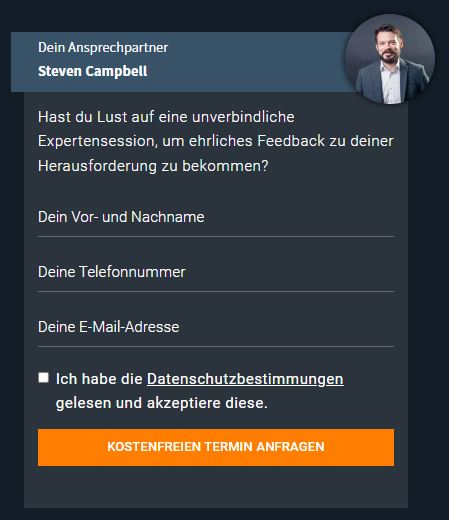 Dein Ansprechpartner
Steven Campbell
Hast du Lust auf eine unverbindliche
Expertensession, um ehrliches Feedback zu deiner
Herausforderung zu bekommen?
Dein Vor- und Nachname
Deine Telefonnummer
Deine E-Mail-Adresse
Ich habe die Datenschutzbestimmungen
gelesen und akzeptiere diese.
KOSTENFREIEN TERMIN ANFRAGEN